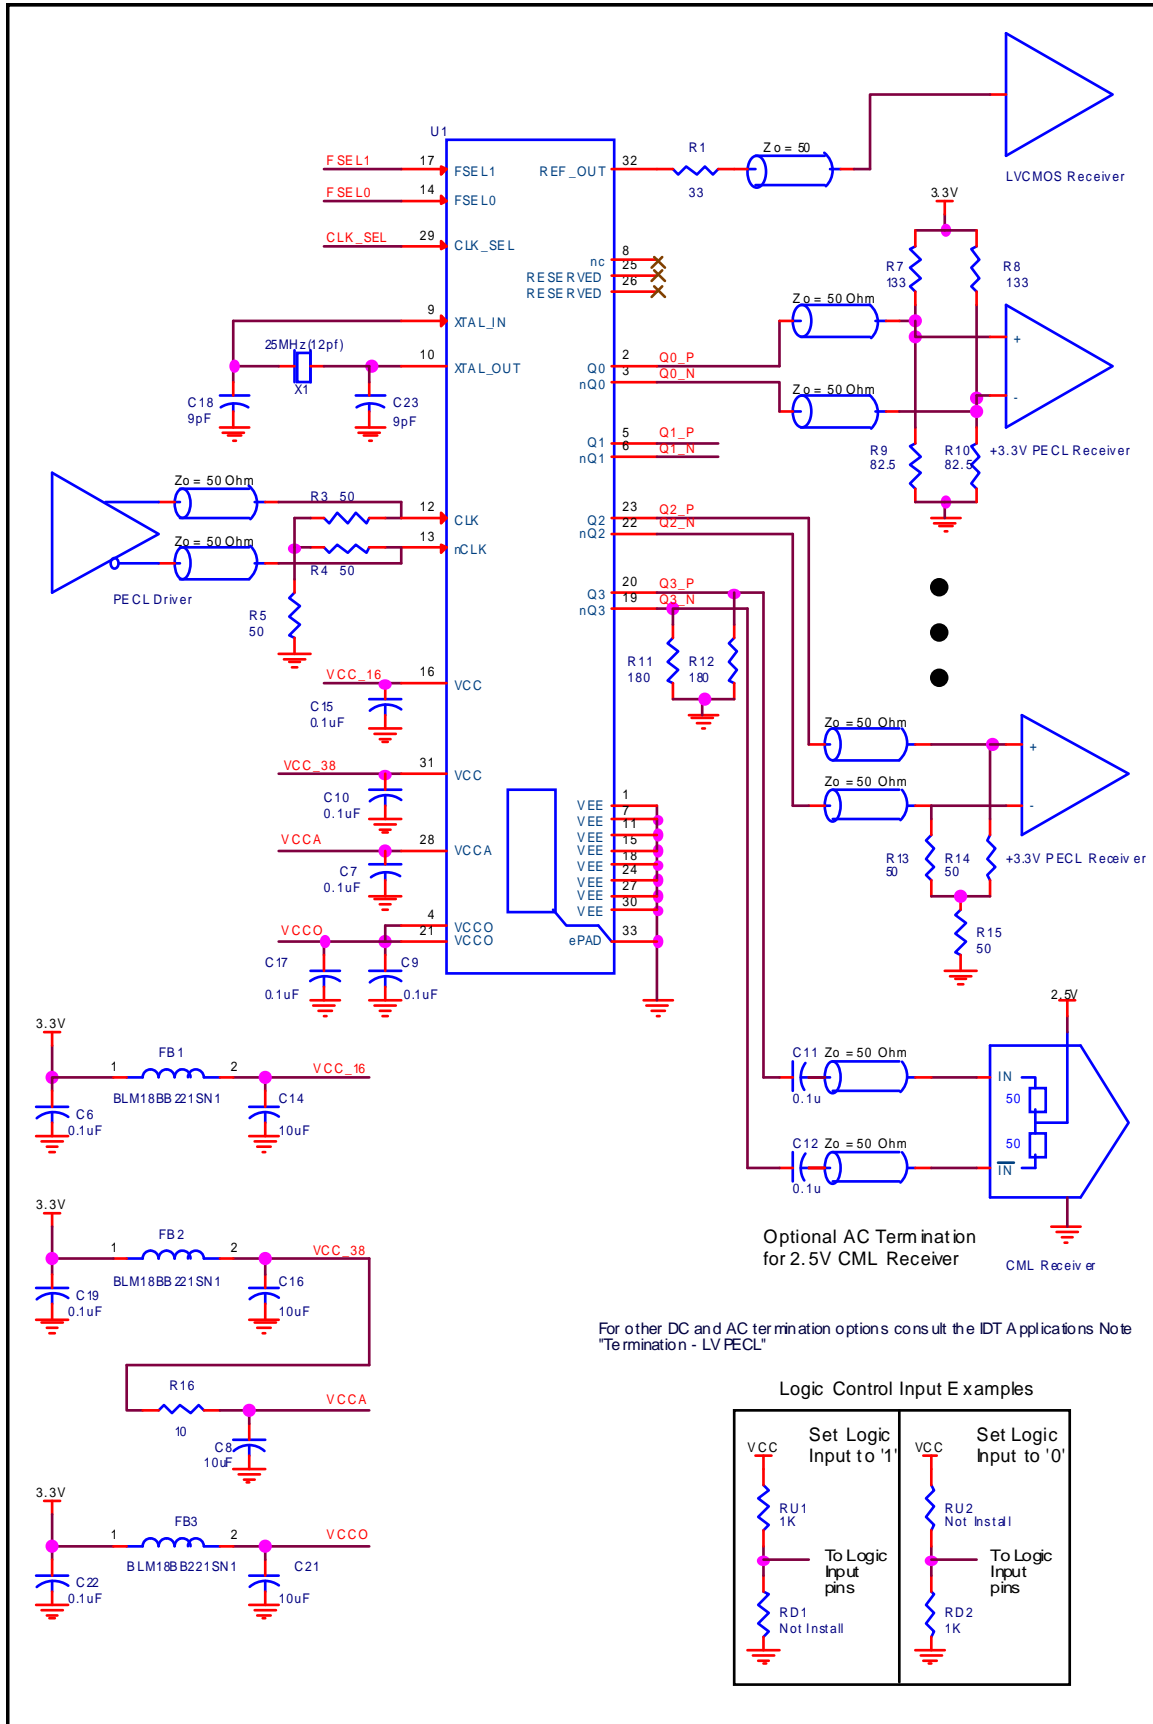 U1
FSEL1 17 FSEL1
FSEL0 14 FSEL0
CLK_SEL 29 CLK_SEL
9 XTAL_IN
25MHz(12pf)
X1
10 XTAL_OUT
C18
9pF
C23
9pF
REF_OUT 32
R1
33
Zo = 50
LVCMOS Receiver
nc 8
RESERVED 25
RESERVED 26
3.3V
R7
133
R8
133
Zo = 50 Ohm
Zo = 50 Ohm
+
-
R9
82.5
R10
82.5
+3.3V PECL Receiver
Q0 2 Q0_P
nQ0 3 Q0_N
Q1 5 Q1_P
nQ1 6 Q1_N
Q2 23 Q2_P
nQ2 22 Q2_N
Q3 20 Q3_P
nQ3 19 Q3_N
Zo = 50 Ohm
Zo = 50 Ohm
PECL Driver
R3 50
R4 50
R5
50
12 CLK
13 nCLK
R11
180
R12
180
VCC_16 16 VCC
C15
0.1uF
VCC_38 31 VCC
C10
0.1uF
VCCA 28 VCCA
C7
0.1uF
4 VCCO
VCCO 21 VCCO
C17
0.1uF
C9
0.1uF
VEE 1
VEE 7
VEE 11
VEE 15
VEE 18
VEE 24
VEE 27
VEE 30
ePAD 33
Zo = 50 Ohm
Zo = 50 Ohm
+
-
R13
50
R14
50
+3.3V PECL Receiver
R15
50
2.5V
C11
0.1u
Zo = 50 Ohm
C12
0.1u
Zo = 50 Ohm
IN
50
50
IN
CML Receiver
Optional AC Termination
for 2.5V CML Receiver
3.3V
FB1
1 2
BLM18BB221SN1
VCC_16
C6
0.1uF
C14
10uF
3.3V
FB2
1 2
BLM18BB221SN1
VCC_38
C19
0.1uF
C16
10uF
R16
10
VCCA
C8
10uF
3.3V
FB3
1 2
BLM18BB221SN1
VCCO
C22
0.1uF
C21
10uF
For other DC and AC termination options consult the IDT Applications Note
"Termination - LVPECL"
Logic Control Input Examples
Set Logic
Input to '1'
VCC
RU1
1K
To Logic
Input
pins
RD1
Not Install
Set Logic
Input to '0'
VCC
RU2
Not Install
To Logic
Input
pins
RD2
1K